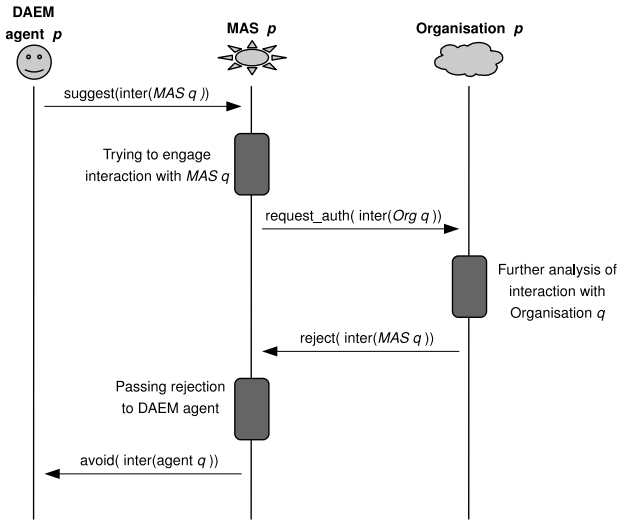 DAEM
agent p
MAS p
Organisation p
suggest(inter(MAS q ))
Trying to engage
interaction with MAS q
request_auth( inter(Org q ))
Further analysis of
interaction with
Organisation q
reject( inter(MAS q ))
Passing rejection
to DAEM agent
avoid( inter(agent q ))